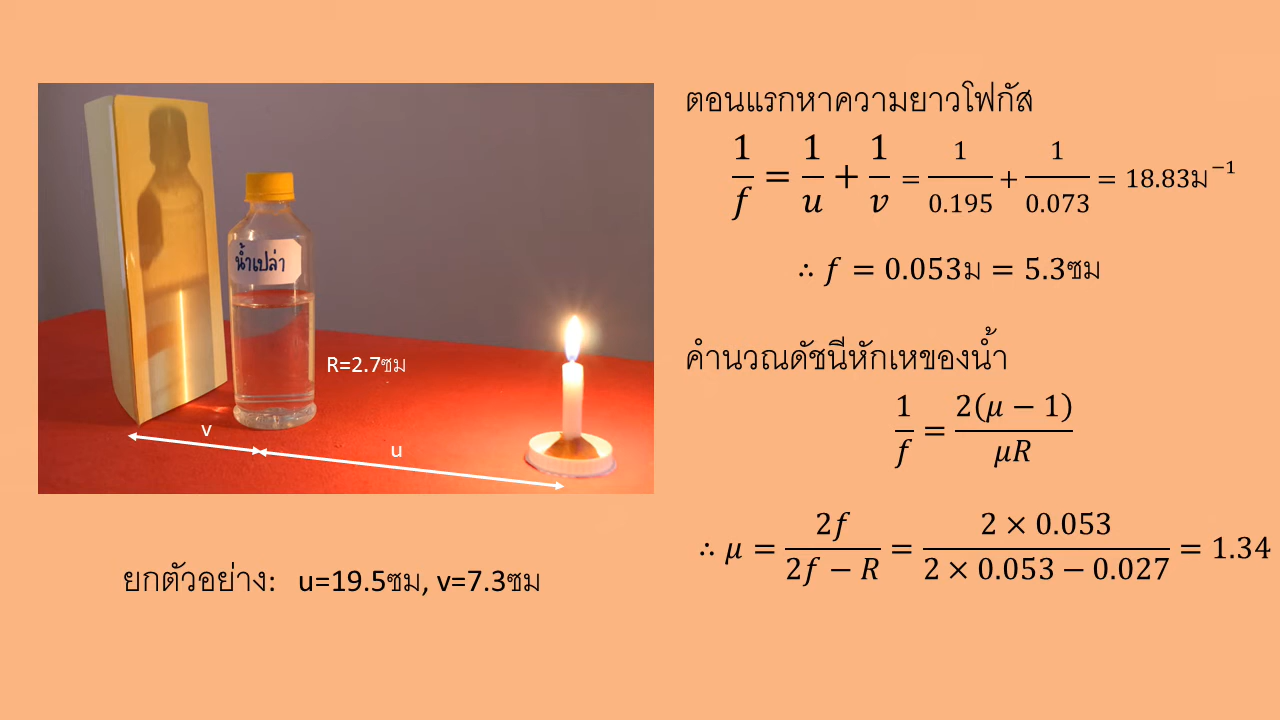 น้ำเปล่า
R=2.7ซม
v
u
ยกตัวอย่าง: u=19.5ซม, v=7.3ซม
ตอนแรกหาความยาวโฟกัส
1/f = 1/u + 1/v = 1/0.195 + 1/0.073 = 18.83ม⁻¹
∴ f = 0.053ม = 5.3ซม
คำนวณดัชนีหักเหของน้ำ
1/f = 2(μ − 1)/μR
∴ μ = 2f/(2f − R) = (2 × 0.053)/(2 × 0.053 − 0.027) = 1.34